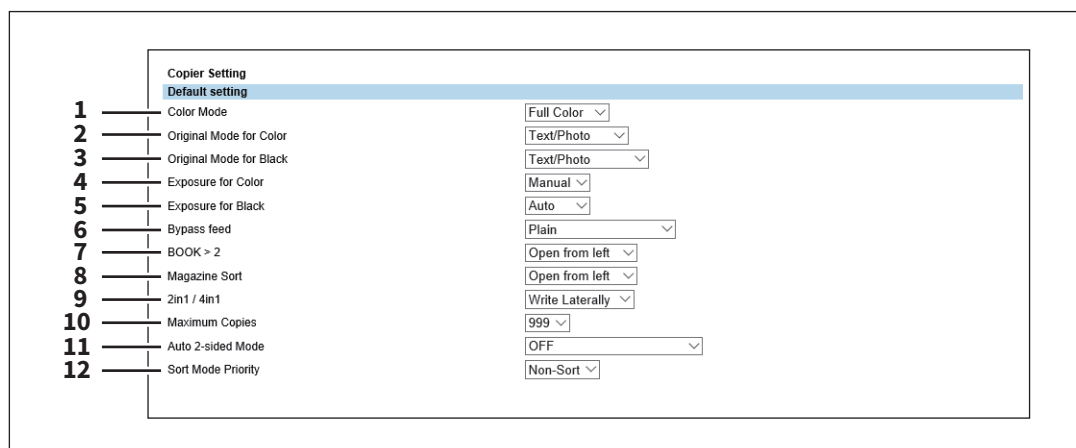 Copier Setting
Default setting
1 Color Mode Full Color
2 Original Mode for Color Text/Photo
3 Original Mode for Black Text/Photo
4 Exposure for Color Manual
5 Exposure for Black Auto
6 Bypass feed Plain
7 BOOK > 2 Open from left
8 Magazine Sort Open from left
9 2in1 / 4in1 Write Laterally
10 Maximum Copies 999
11 Auto 2-sided Mode OFF
12 Sort Mode Priority Non-Sort